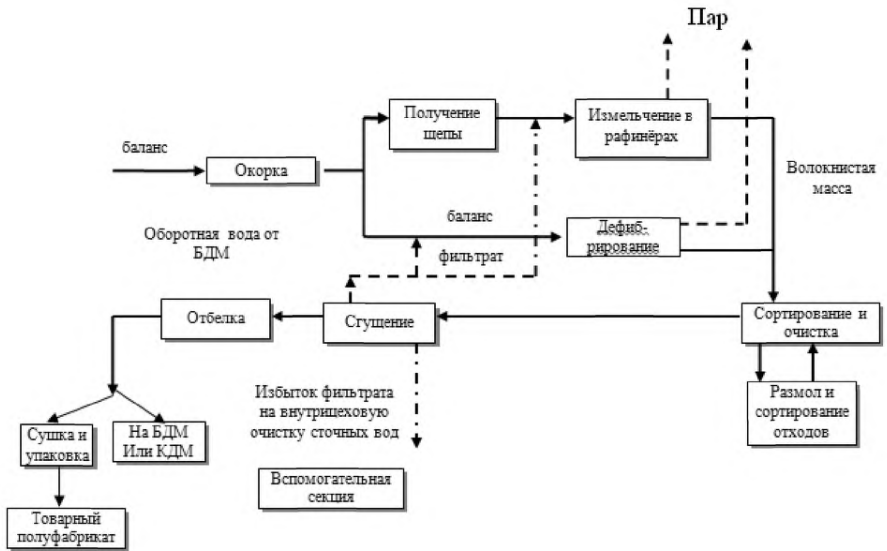 Пар
Получение
щепы
Измельчение в
рафинёрах
баланс
Окорка
Волокнистая
масса
баланс
Дефиб-
рирование
Оборотная вода от
БДМ
фильтрат
Отбелка
Сгущение
Сортирование и
очистка
Избыток фильтрата
на внутрицеховую
очистку сточных вод
Размол и
сортирование
отходов
Сушка и
упаковка
На БДМ
Или КДМ
Вспомогательная
секция
Товарный
полуфабрикат